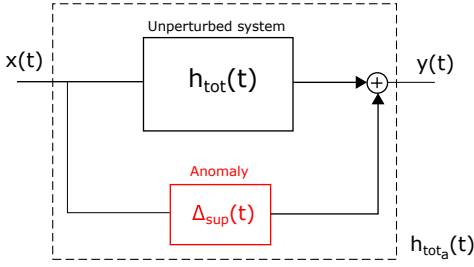 Unperturbed system
x(t)
h_tot(t)
y(t)
Anomaly
Δ_sup(t)
h_tot_a(t)